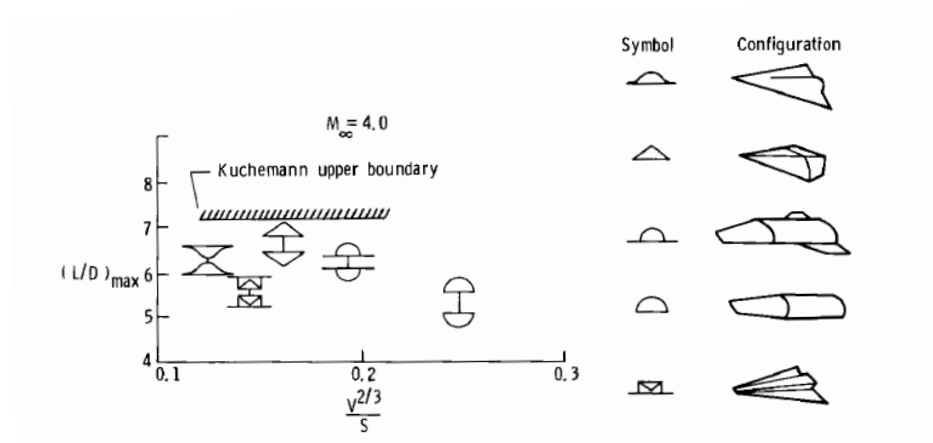 Symbol Configuration
M∞ = 4.0
Kuchemann upper boundary
8
7
(L/D)max 6
5
4
0.1 0.2 0.3
V2/3
S